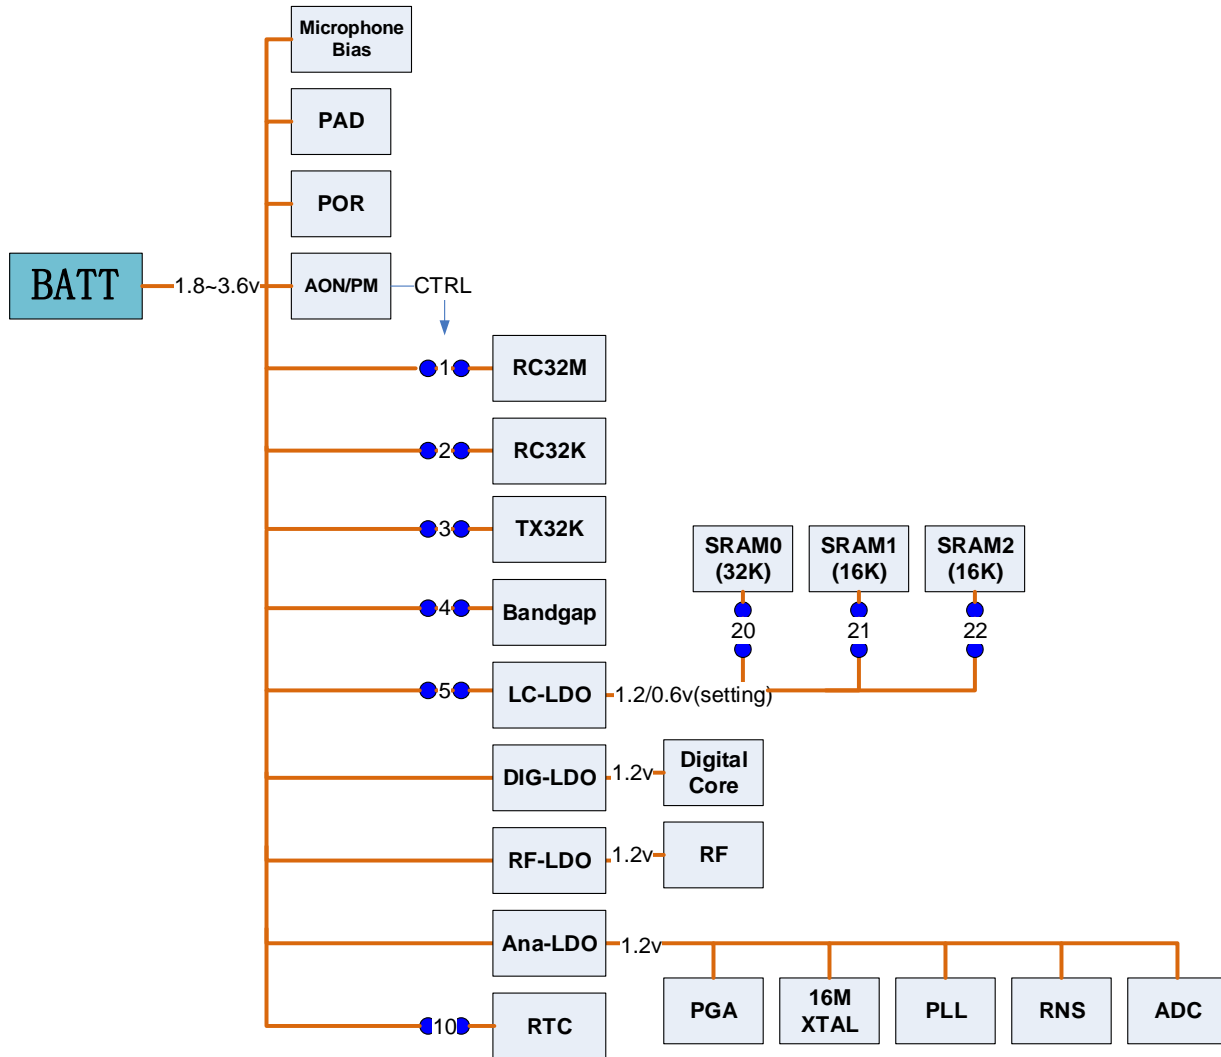 Microphone
Bias
PAD
POR
BATT
1.8~3.6v
AON/PM
CTRL
1
RC32M
2
RC32K
3
TX32K
SRAM0
(32K)
SRAM1
(16K)
SRAM2
(16K)
20
21
22
4
Bandgap
5
LC-LDO
1.2/0.6v(setting)
DIG-LDO
1.2v
Digital
Core
RF-LDO
1.2v
RF
Ana-LDO
1.2v
PGA
16M
XTAL
PLL
RNS
ADC
10
RTC